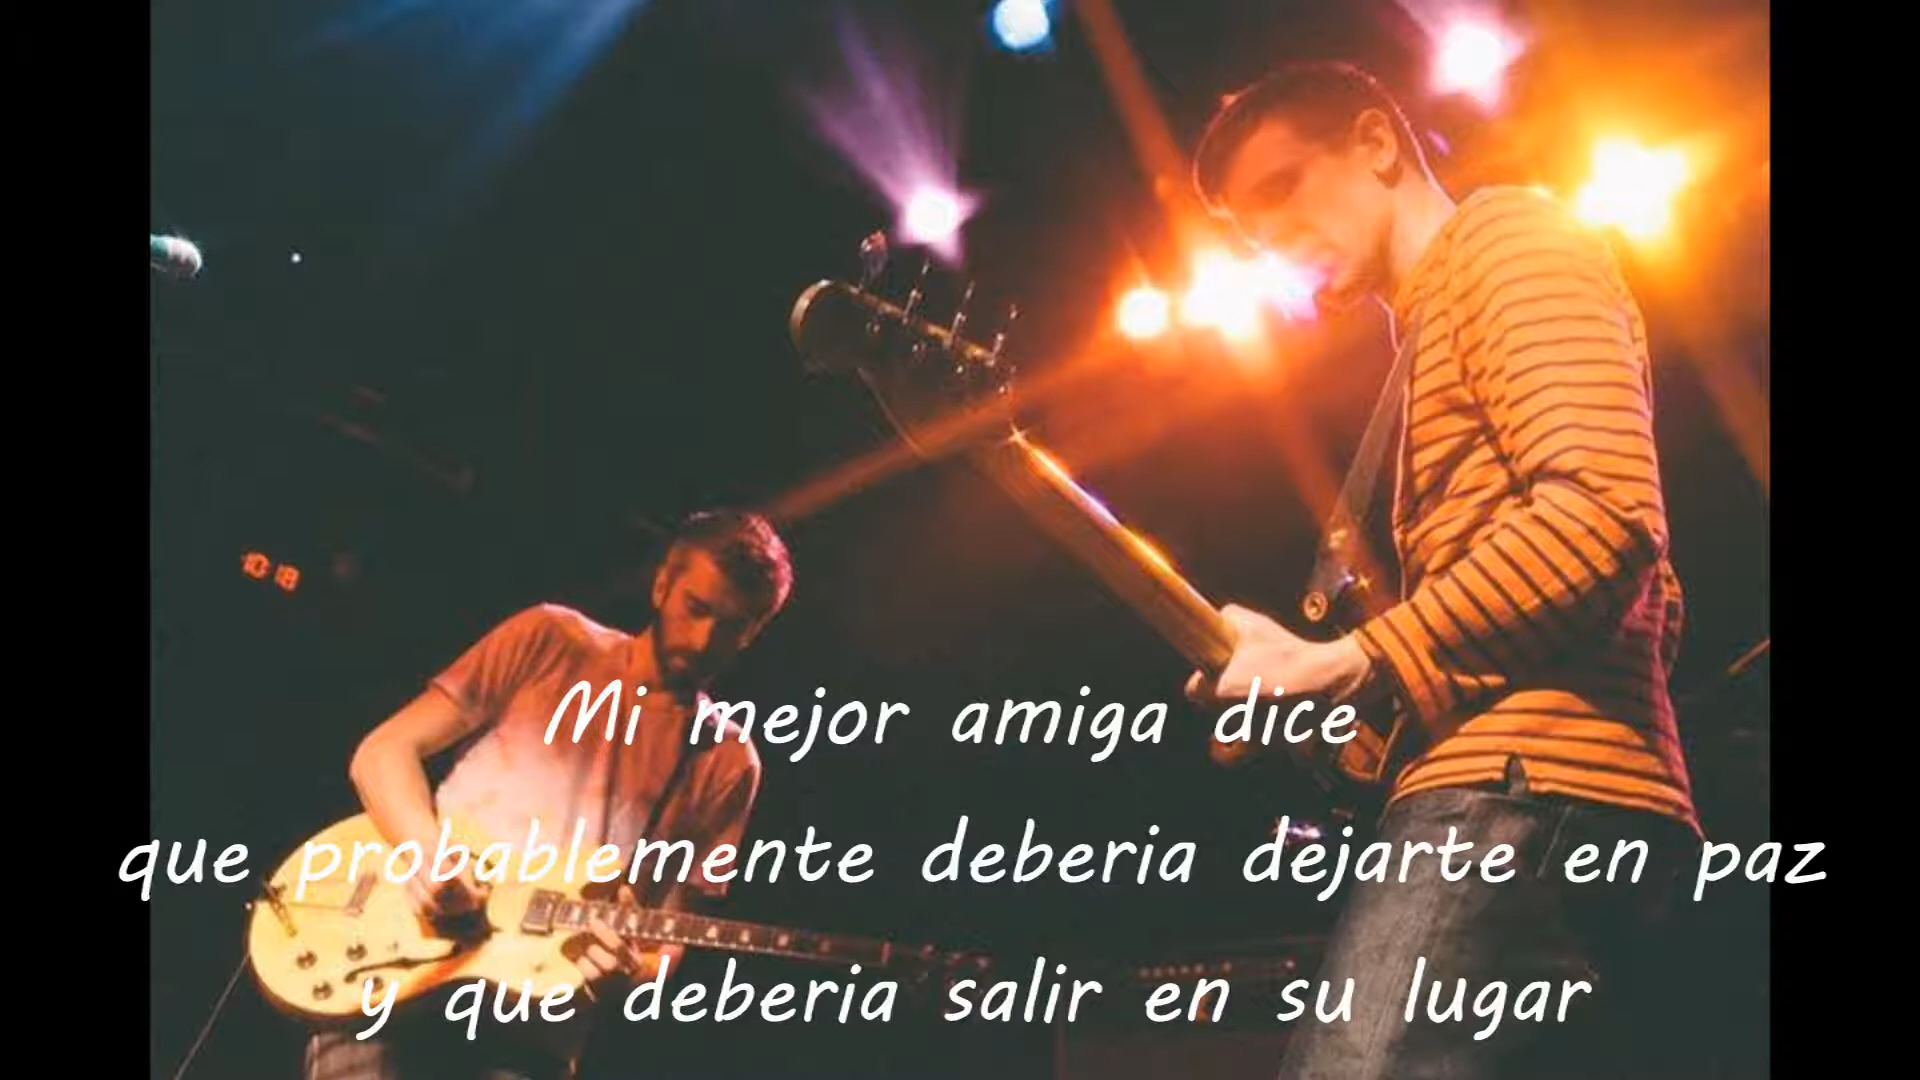 Mi mejor amiga dice
que probablemente deberia dejarte en paz
y que deberia salir en su lugar